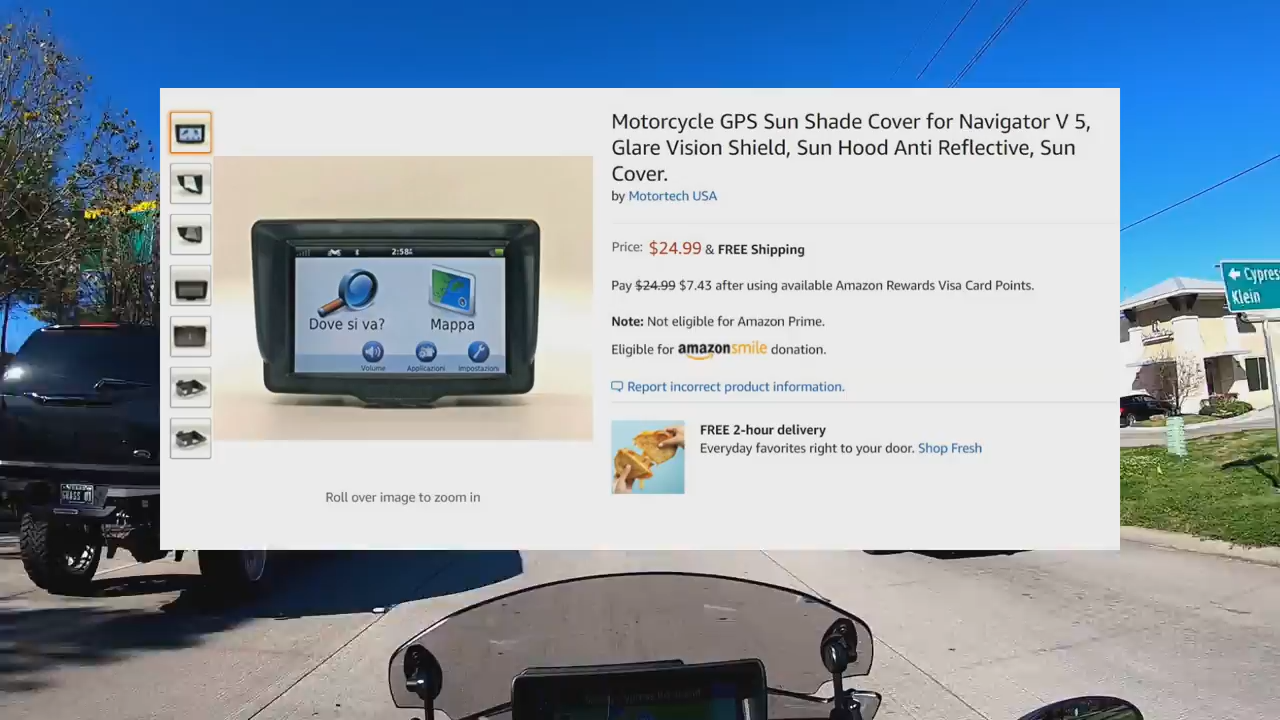 Motorcycle GPS Sun Shade Cover for Navigator V 5,
Glare Vision Shield, Sun Hood Anti Reflective, Sun
Cover.
by Motortech USA
Price: $24.99 & FREE Shipping
Pay $24.99 $7.43 after using available Amazon Rewards Visa Card Points.
Note: Not eligible for Amazon Prime.
Eligible for amazonsmile donation.
Report incorrect product information.
FREE 2-hour delivery
Everyday favorites right to your door. Shop Fresh
2:58
Dove si va?
Mappa
Volume
Applicazioni
Impostazioni
Roll over image to zoom in
Klein